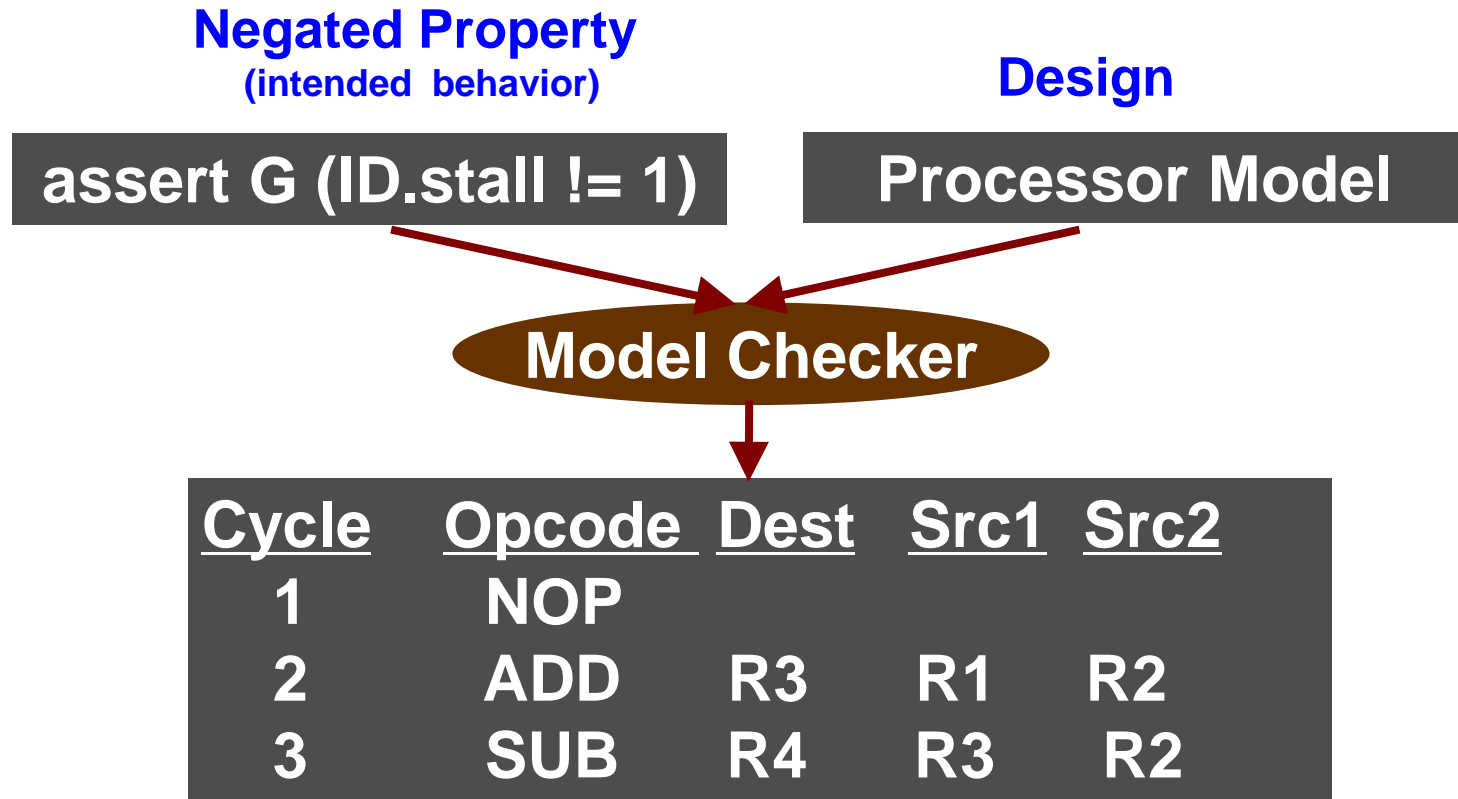 Negated Property
(intended behavior)
Design
assert G (ID.stall != 1)
Processor Model
Model Checker
Cycle Opcode Dest Src1 Src2
1 NOP
2 ADD R3 R1 R2
3 SUB R4 R3 R2